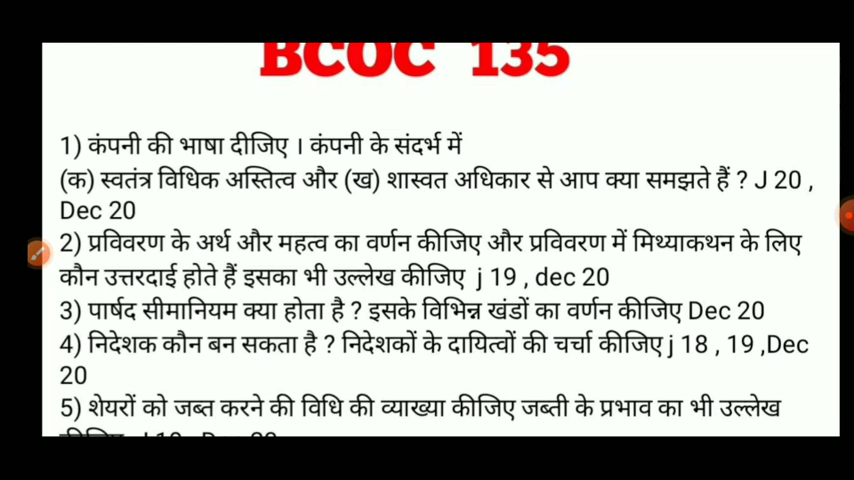 BCOC 135
1) कंपनी की भाषा दीजिए । कंपनी के संदर्भ में
(क) स्वतंत्र विधिक अस्तित्व और (ख) शास्वत अधिकार से आप क्या समझते हैं ? J 20 ,
Dec 20
2) प्रविवरण के अर्थ और महत्व का वर्णन कीजिए और प्रविवरण में मिथ्याकथन के लिए
कौन उत्तरदाई होते हैं इसका भी उल्लेख कीजिए j 19 , dec 20
3) पार्षद सीमानियम क्या होता है ? इसके विभिन्न खंडों का वर्णन कीजिए Dec 20
4) निदेशक कौन बन सकता है ? निदेशकों के दायित्वों की चर्चा कीजिए j 18 , 19 ,Dec
20
5) शेयरों को जब्त करने की विधि की व्याख्या कीजिए जब्ती के प्रभाव का भी उल्लेख